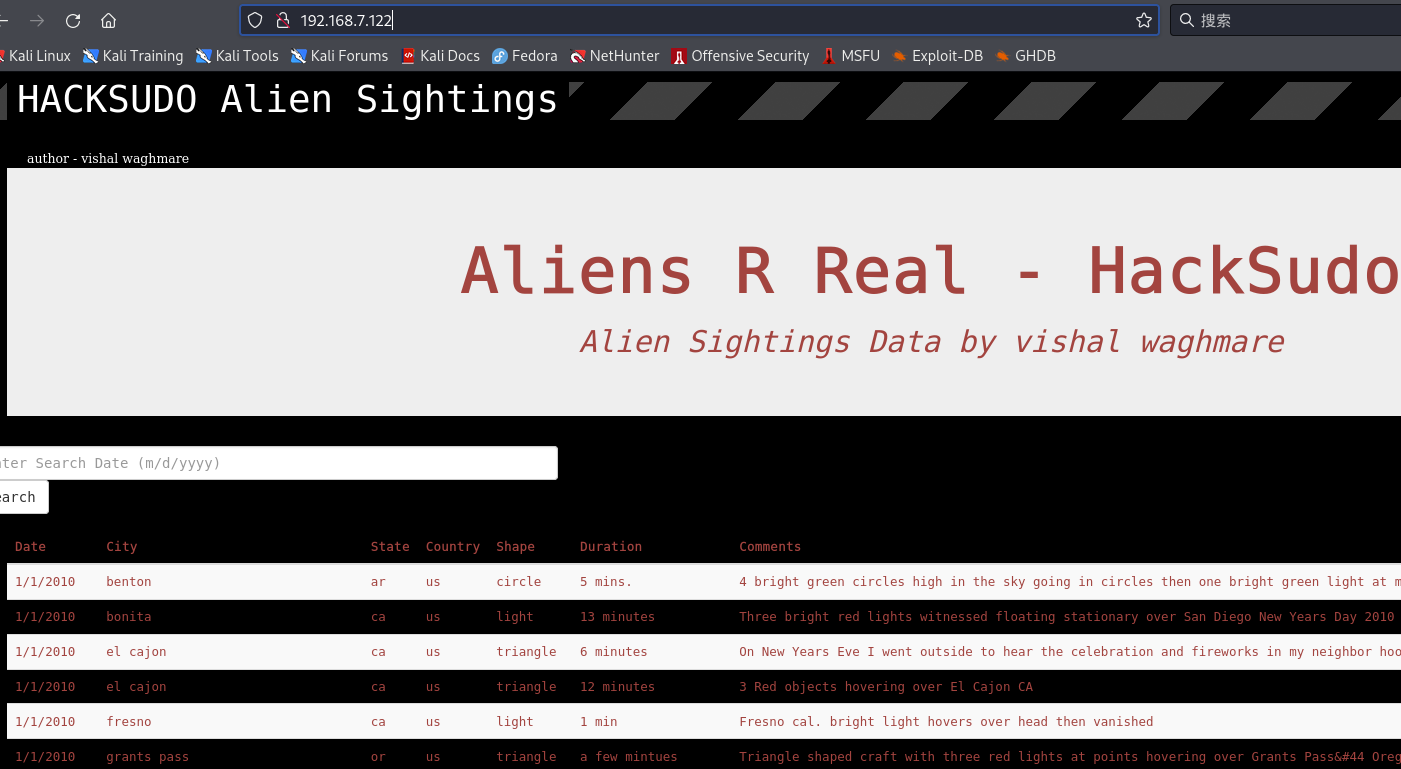 192.168.7.122 搜索
Kali Linux Kali Training Kali Tools Kali Forums Kali Docs Fedora NetHunter Offensive Security MSFU Exploit-DB GHDB
HACKSUDO Alien Sightings
author - vishal waghmare
Aliens R Real - HackSudo
Alien Sightings Data by vishal waghmare
Search Date (m/d/yyyy)
Date City State Country Shape Duration Comments
1/1/2010 benton ar us circle 5 mins. 4 bright green circles high in the sky going in circles then one bright green light at
1/1/2010 bonita ca us light 13 minutes Three bright red lights witnessed floating stationary over San Diego New Years Day 2010
1/1/2010 el cajon ca us triangle 6 minutes On New Years Eve I went outside to hear the celebration and fireworks in my neighbor
1/1/2010 el cajon ca us triangle 12 minutes 3 Red objects hovering over El Cajon CA
1/1/2010 fresno ca us light 1 min Fresno cal. bright light hovers over head then vanished
1/1/2010 grants pass or us triangle a few mintues Triangle shaped craft with three red lights at points hovering over Grants Pass&#44